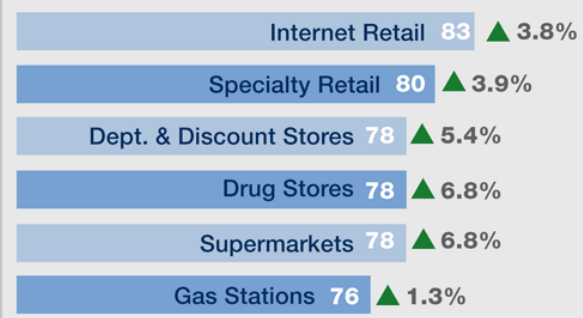 Internet Retail 83 ▲ 3.8%
Specialty Retail 80 ▲ 3.9%
Dept. & Discount Stores 78 ▲ 5.4%
Drug Stores 78 ▲ 6.8%
Supermarkets 78 ▲ 6.8%
Gas Stations 76 ▲ 1.3%